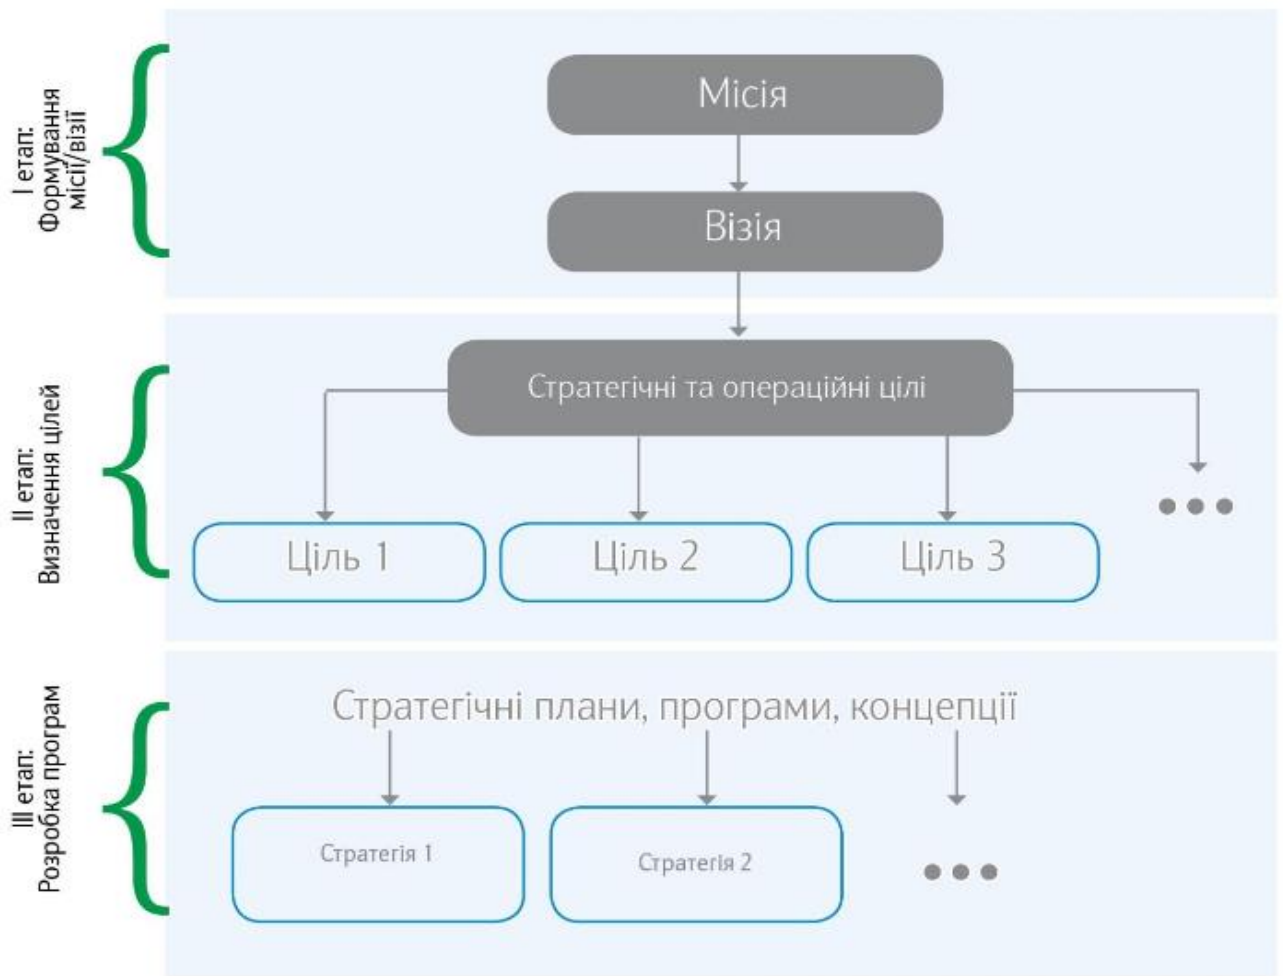 І етап:
Формування
місії/візії
Місія
Візія
ІІ етап:
Визначення цілей
Стратегічні та операційні цілі
Ціль 1
Ціль 2
Ціль 3
ІІІ етап:
Розробка програм
Стратегічні плани, програми, концепції
Стратегія 1
Стратегія 2